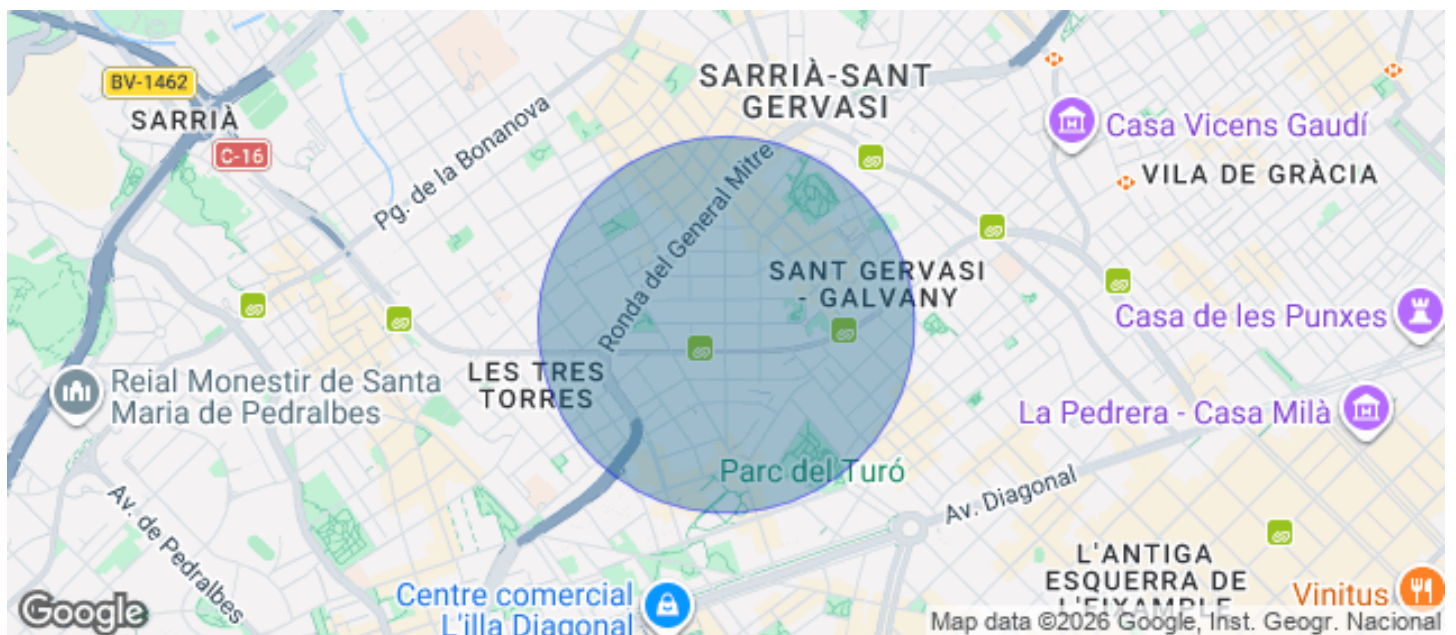 BV-1462
SARRIÀ
C-16
Pg. de la Bonanova
SARRIÀ-SANT
GERVASI
Casa Vicens Gaudí
VILA DE GRÀCIA
Ronda del General Mitre
SANT GERVASI
- GALVANY
Casa de les Punxes
LES TRES
TORRES
Reial Monestir de Santa
Maria de Pedralbes
La Pedrera - Casa Milà
Parc del Turó
Av. Diagonal
Av. de Pedralbes
L'ANTIGA
ESQUERRA DE
L'EIXAMPLE
Centre comercial
L'illa Diagonal
Vinitus
Google
Map data ©2026 Google, Inst. Geogr. Nacional